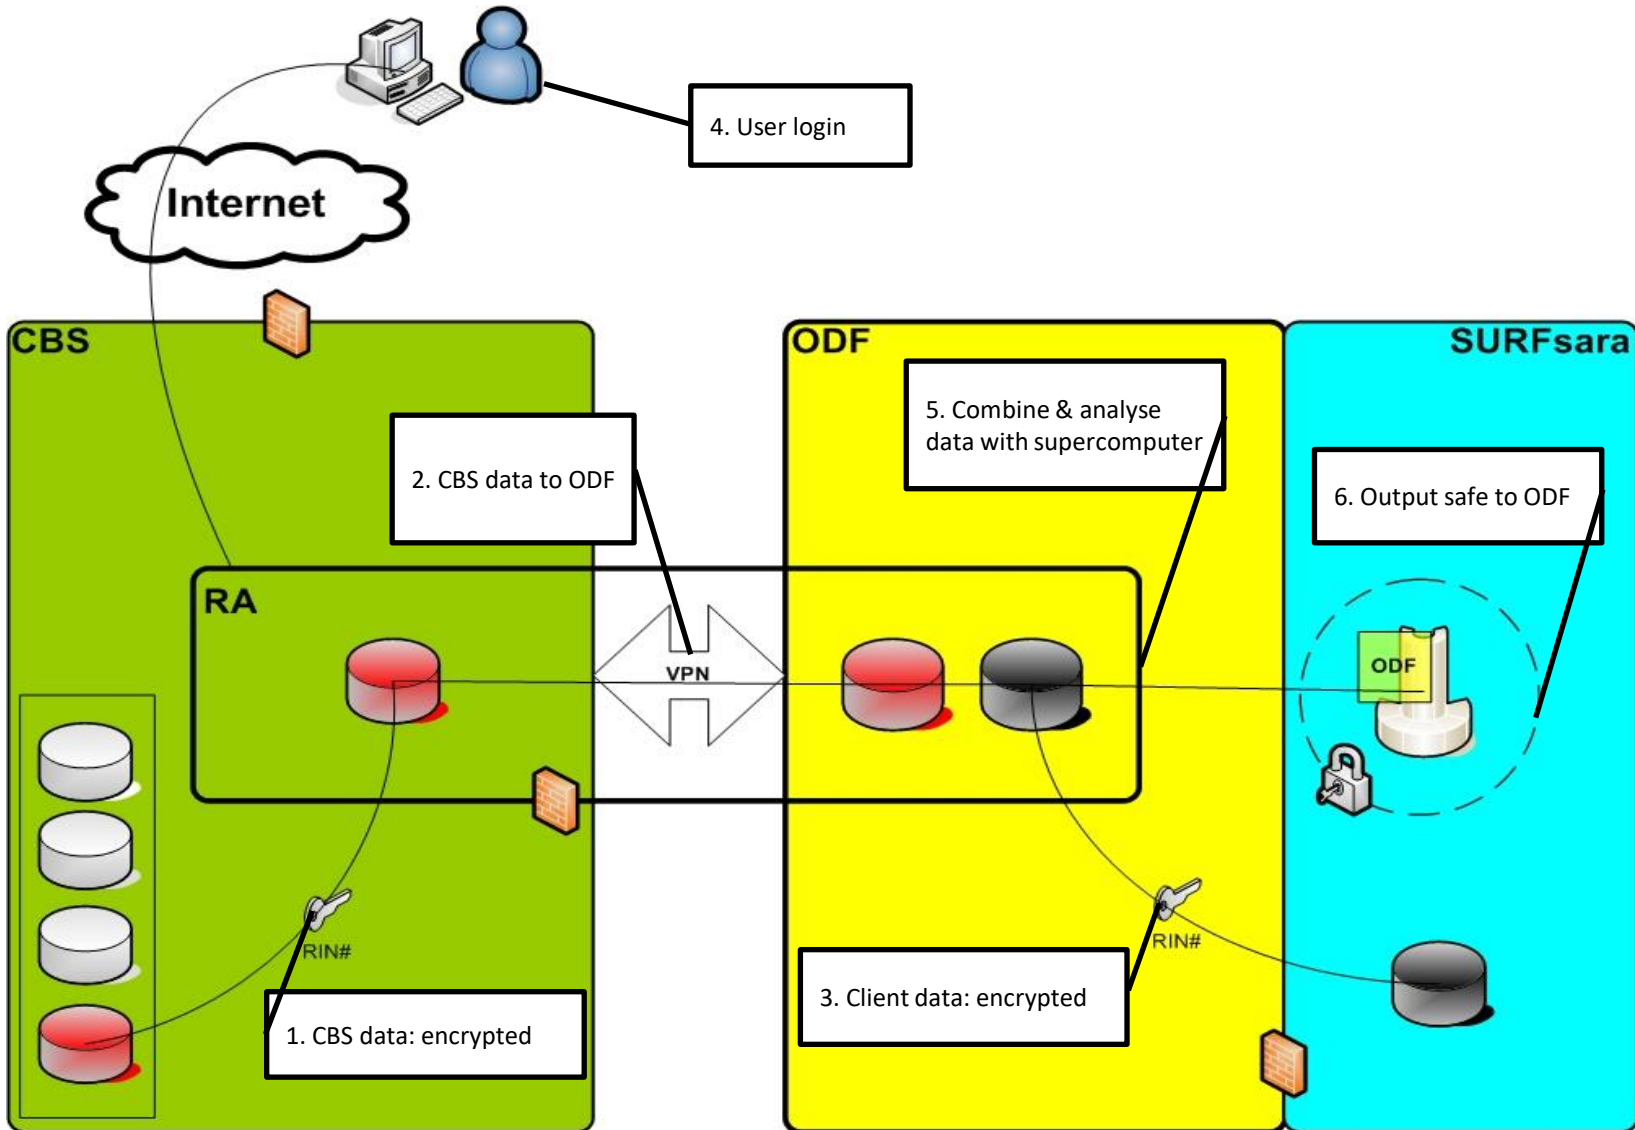 4. User login
Internet
CBS
ODF
SURFsara
5. Combine & analyse
data with supercomputer
2. CBS data to ODF
6. Output safe to ODF
RA
VPN
ODF
RIN#
RIN#
3. Client data: encrypted
1. CBS data: encrypted